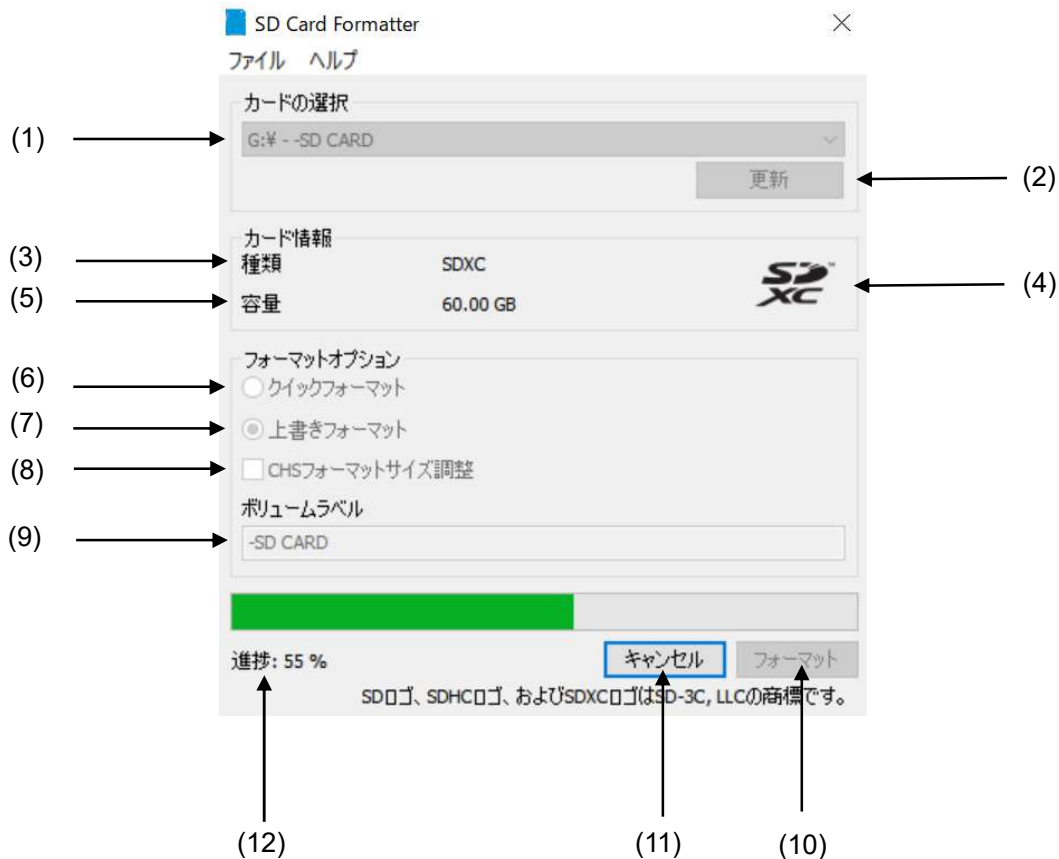 SD Card Formatter
ファイル ヘルプ
カードの選択
(1)
G:¥ - -SD CARD
更新
(2)
カード情報
(3)
種類 SDXC
SD XC ™
(4)
(5)
容量 60.00 GB
フォーマットオプション
(6)
クイックフォーマット
(7)
上書きフォーマット
(8)
CHSフォーマットサイズ調整
ボリュームラベル
(9)
-SD CARD
進捗: 55 % キャンセル フォーマット
SDロゴ、SDHCロゴ、およびSDXCロゴはSD-3C, LLCの商標です。
(12) (11) (10)